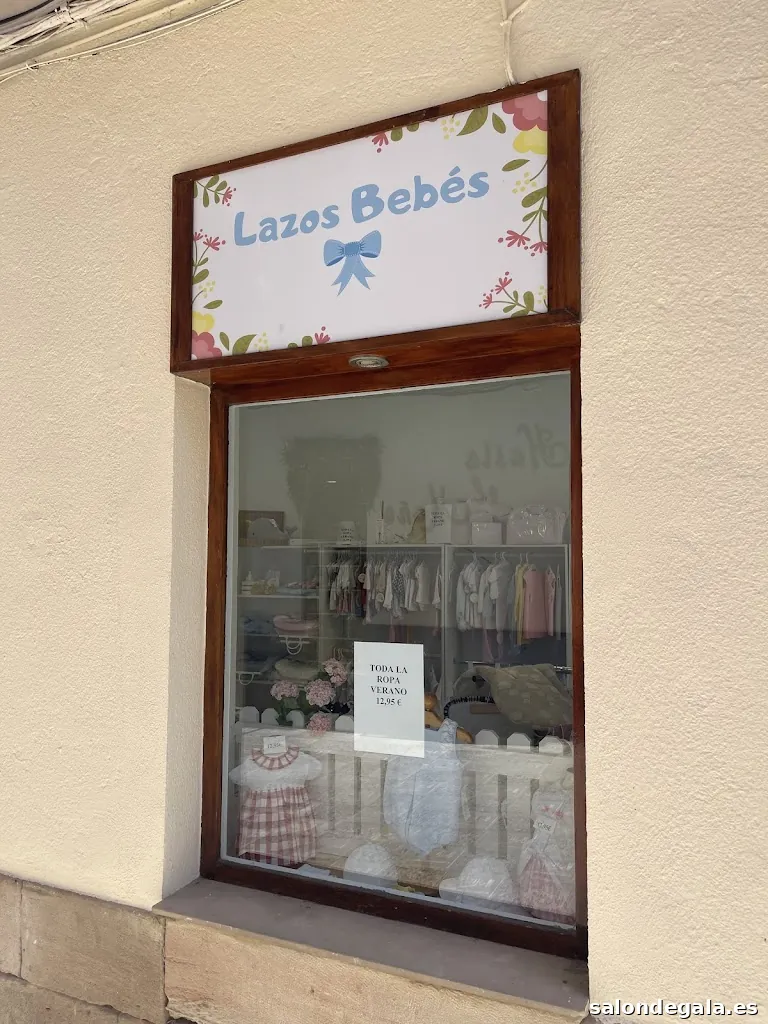 Lazos Bebés
TODA LA
ROPA
VERANO
12,95 €
salondegala.es